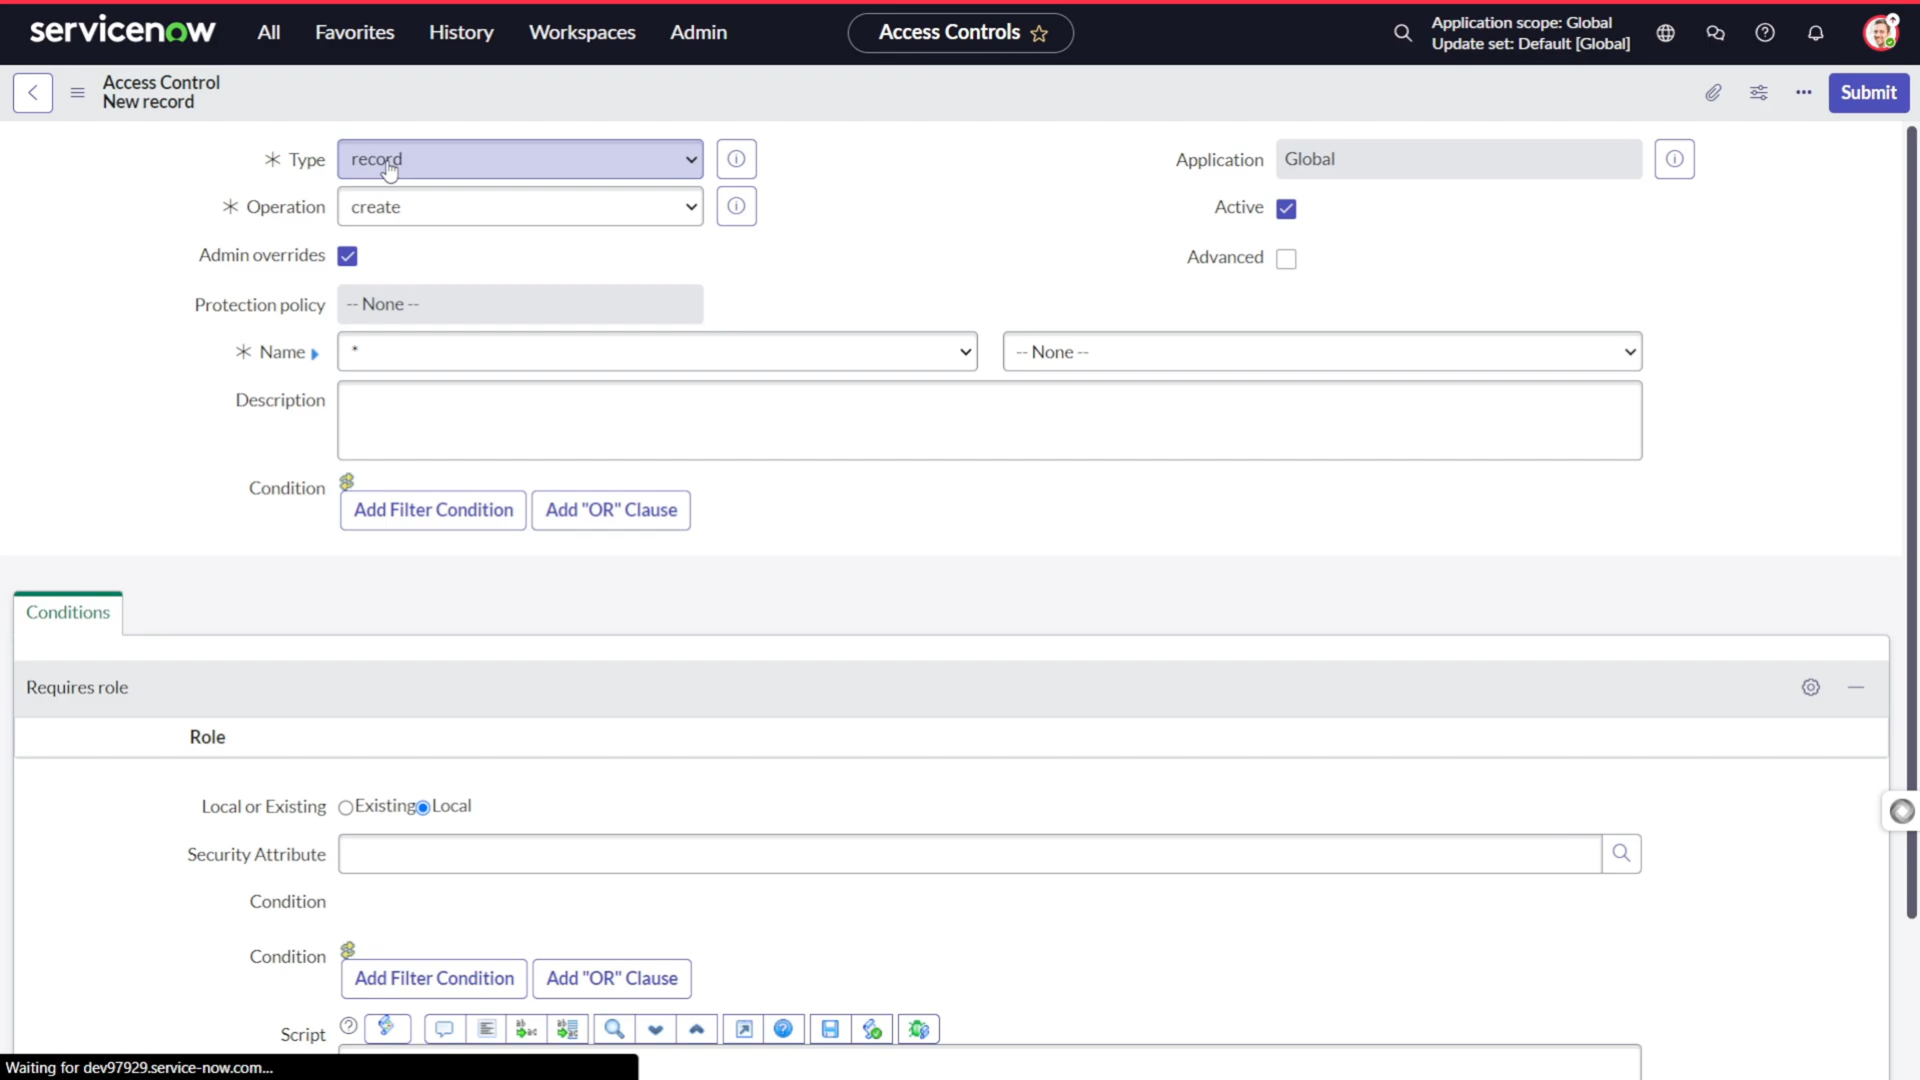 servicenow All Favorites History Workspaces Admin Access Controls Application scope: Global
Update set: Default [Global]
Access Control
New record
Submit
Type record Application Global
Operation create Active
Admin overrides Advanced
Protection policy -- None --
Name * -- None --
Description
Condition
Add Filter Condition Add "OR" Clause
Conditions
Requires role
Role
Local or Existing Existing Local
Security Attribute
Condition
Condition
Add Filter Condition Add "OR" Clause
Script
Waiting for dev97929.service-now.com...